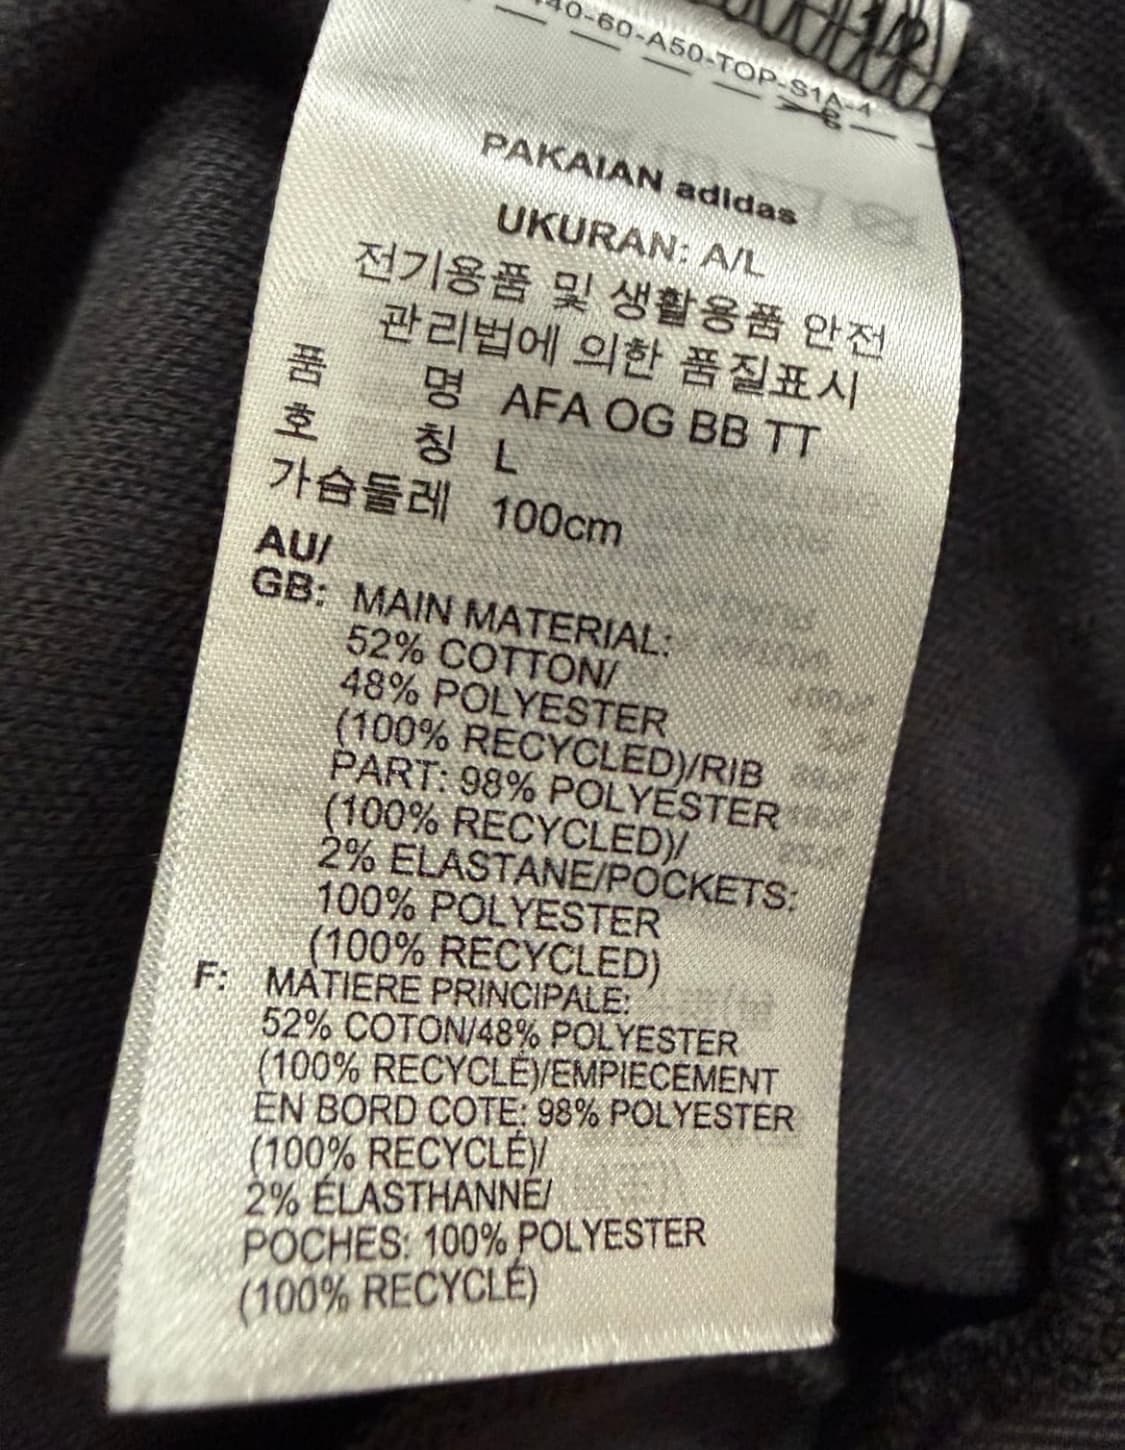 40-60-A50-TOP-S1A-4
1/2
PAKAIAN adidas
UKURAN: A/L
전기용품 및 생활용품 안전
관리법에 의한 품질표시
품 명 AFA OG BB TT
호 칭 L
가슴둘레 100cm
AU/
GB: MAIN MATERIAL:
52% COTTON/
48% POLYESTER
(100% RECYCLED)/RIB
PART: 98% POLYESTER
(100% RECYCLED)/
2% ELASTANE/POCKETS:
100% POLYESTER
(100% RECYCLED)
F: MATIERE PRINCIPALE:
52% COTON/48% POLYESTER
(100% RECYCLÉ)/EMPIECEMENT
EN BORD COTE: 98% POLYESTER
(100% RECYCLÉ)/
2% ÉLASTHANNE/
POCHES: 100% POLYESTER
(100% RECYCLÉ)